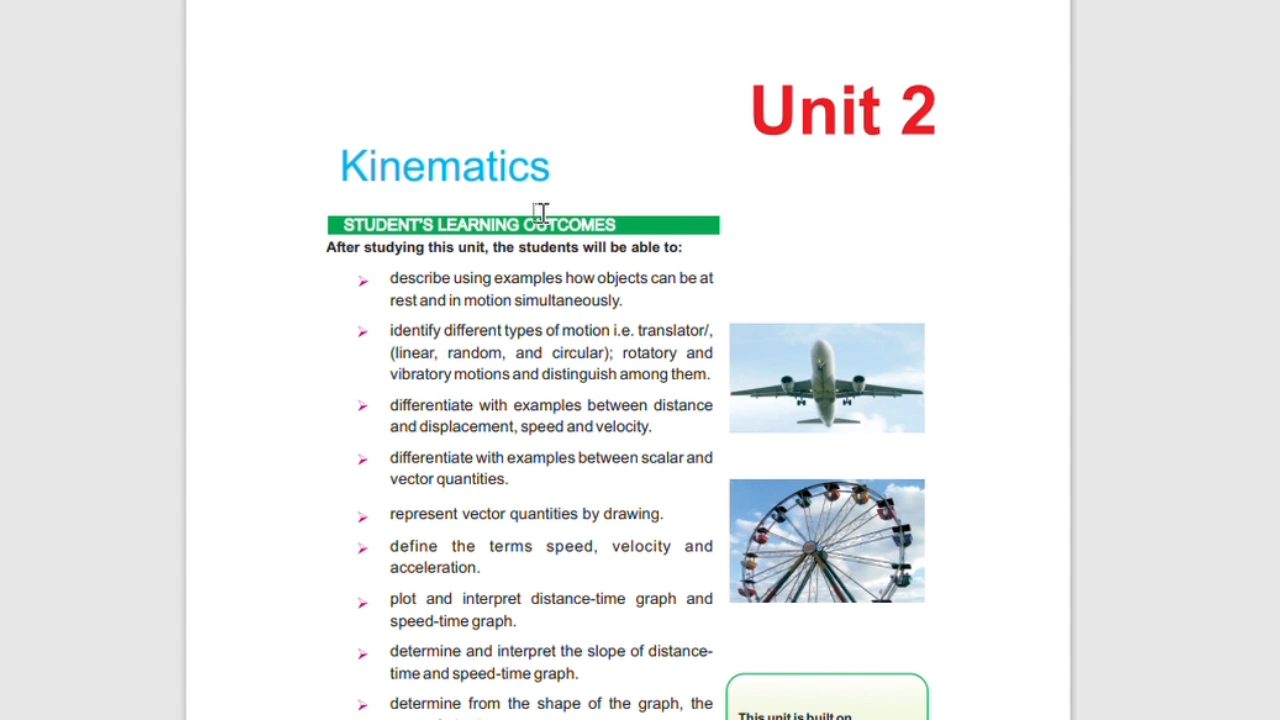 Unit 2
Kinematics
STUDENT'S LEARNING OUTCOMES
After studying this unit, the students will be able to:
describe using examples how objects can be at
rest and in motion simultaneously.
identify different types of motion i.e. translator/,
(linear, random, and circular); rotatory and
vibratory motions and distinguish among them.
differentiate with examples between distance
and displacement, speed and velocity.
differentiate with examples between scalar and
vector quantities.
represent vector quantities by drawing.
define the terms speed, velocity and
acceleration.
plot and interpret distance-time graph and
speed-time graph.
determine and interpret the slope of distance-
time and speed-time graph.
determine from the shape of the graph, the
This unit is built on